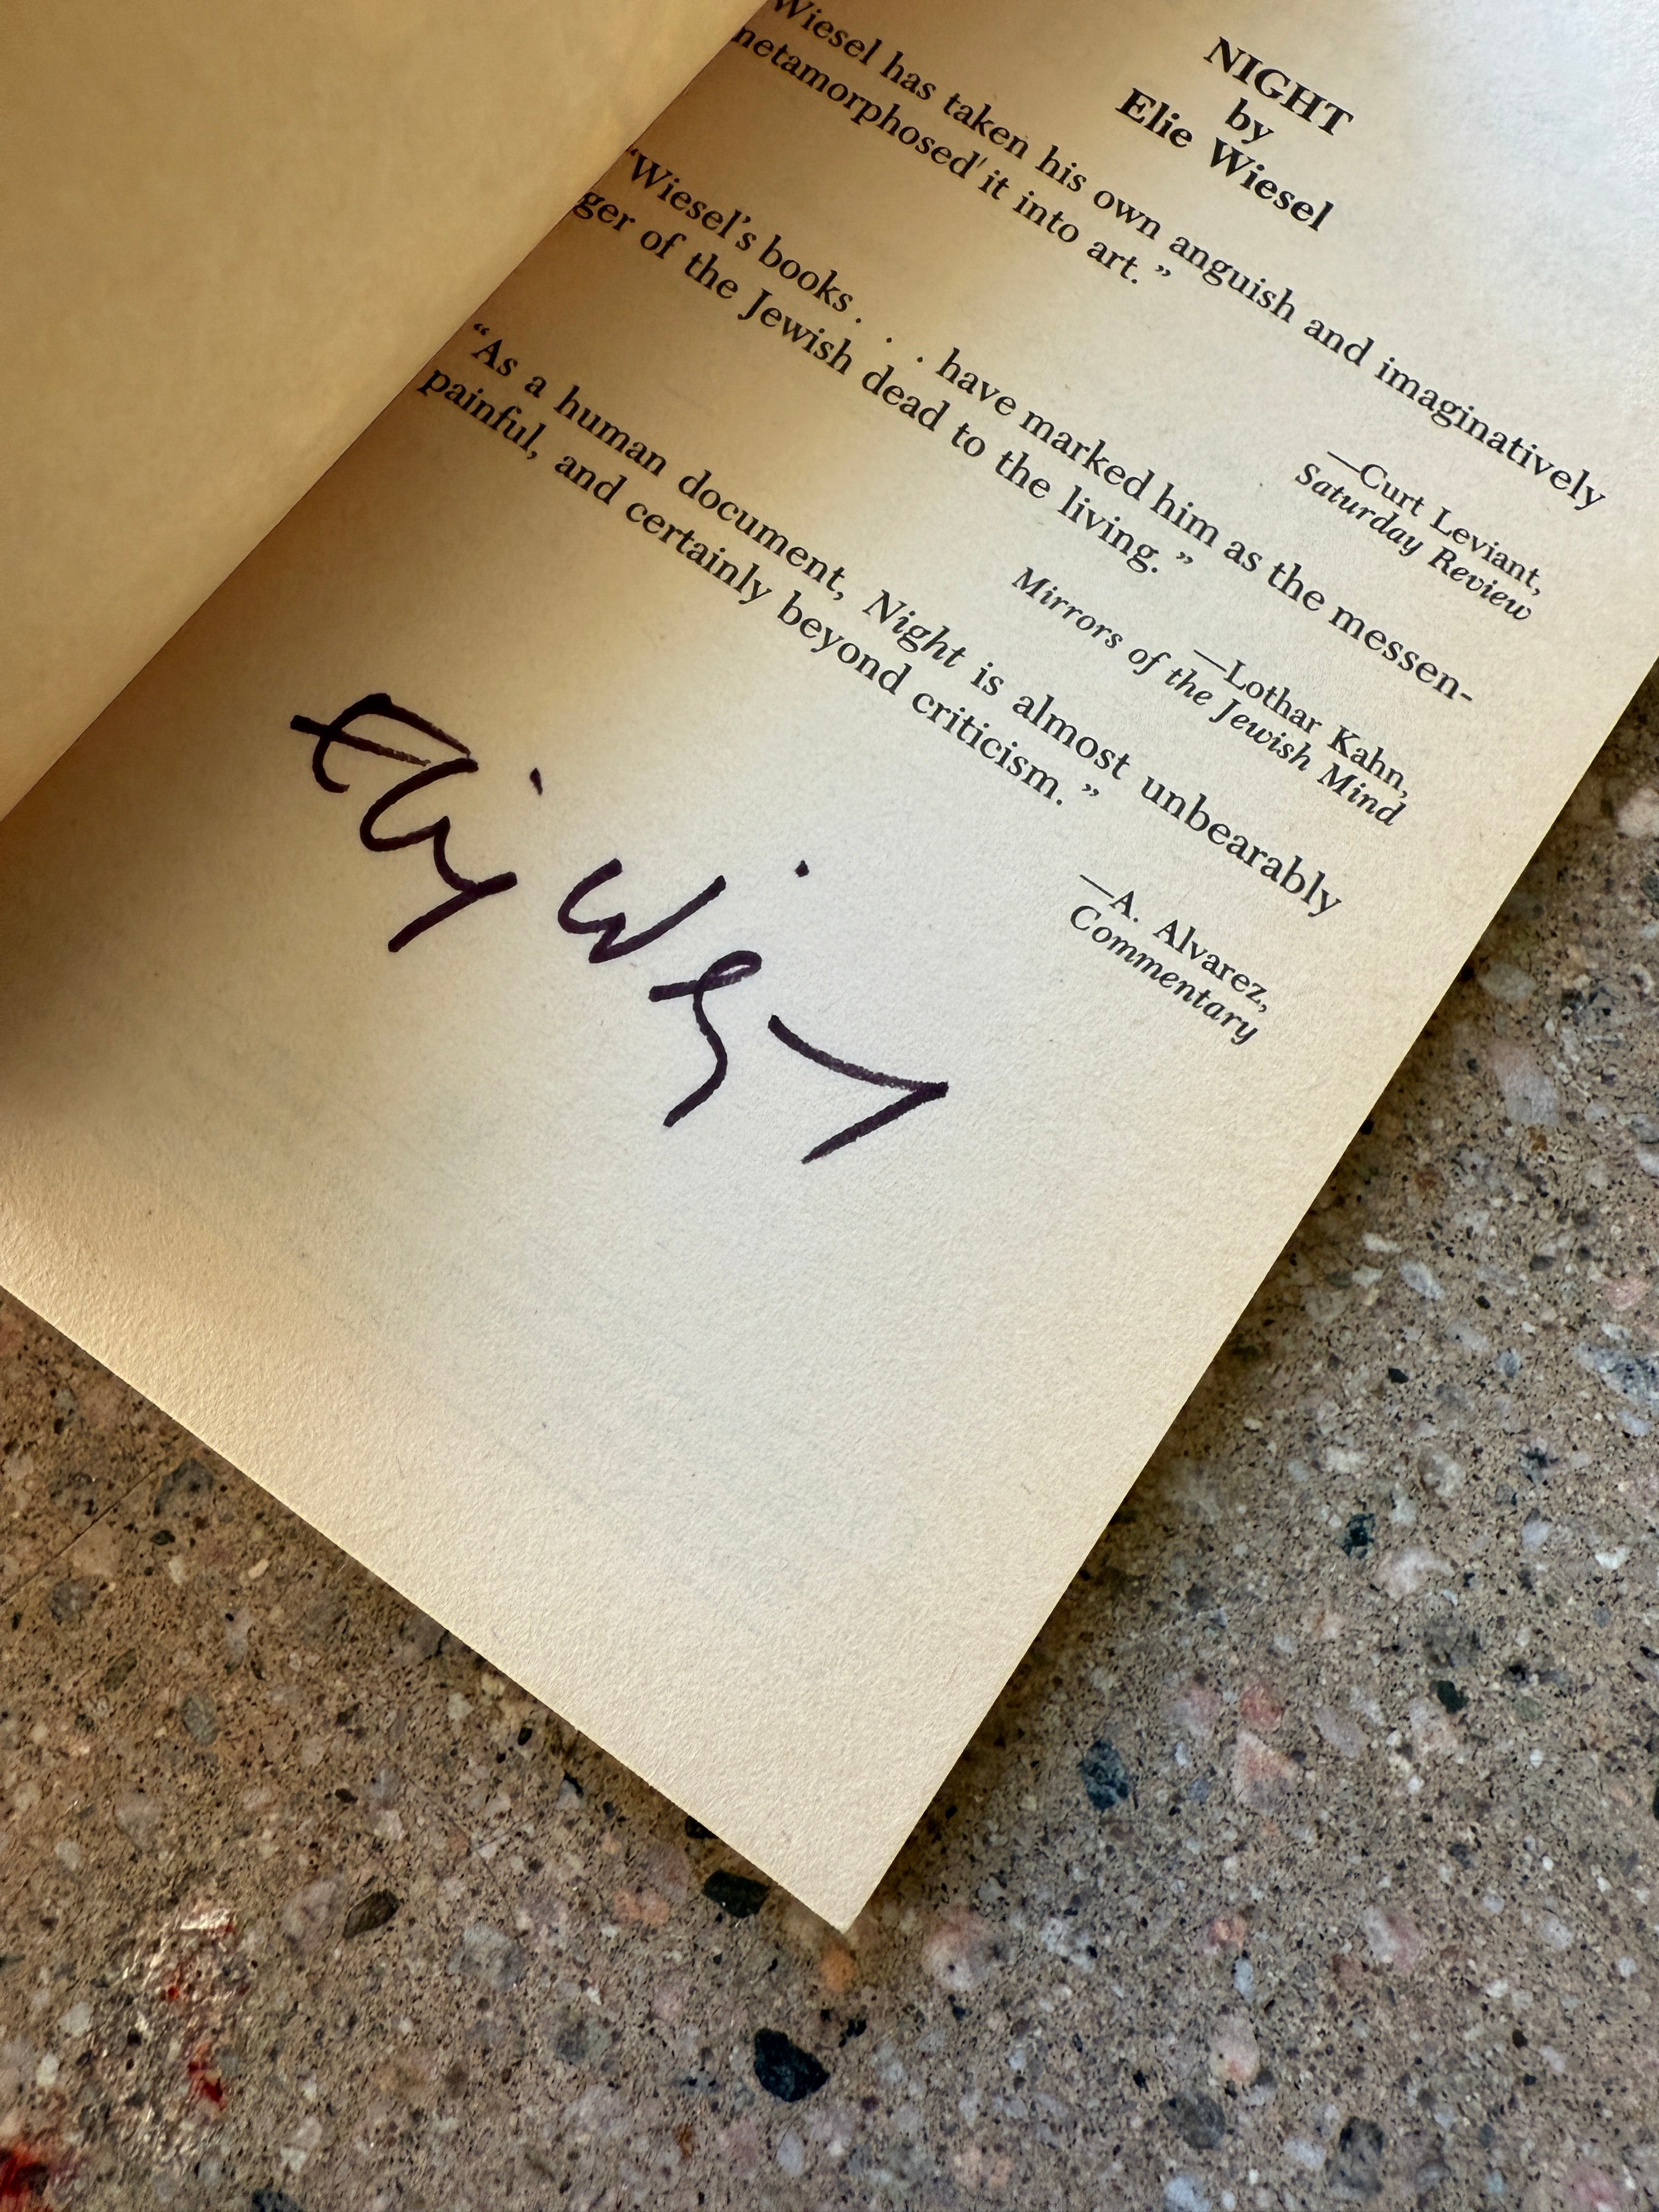 NIGHT
by
Elie Wiesel
Wiesel has taken his own anguish and imaginatively
metamorphosed it into art.”
—Curt Leviant,
Saturday Review
“Wiesel’s books . . . have marked him as the messen-
ger of the Jewish dead to the living.”
—Lothar Kahn,
Mirrors of the Jewish Mind
“As a human document, Night is almost unbearably
painful, and certainly beyond criticism.”
—A. Alvarez,
Commentary
Elie Wiesel